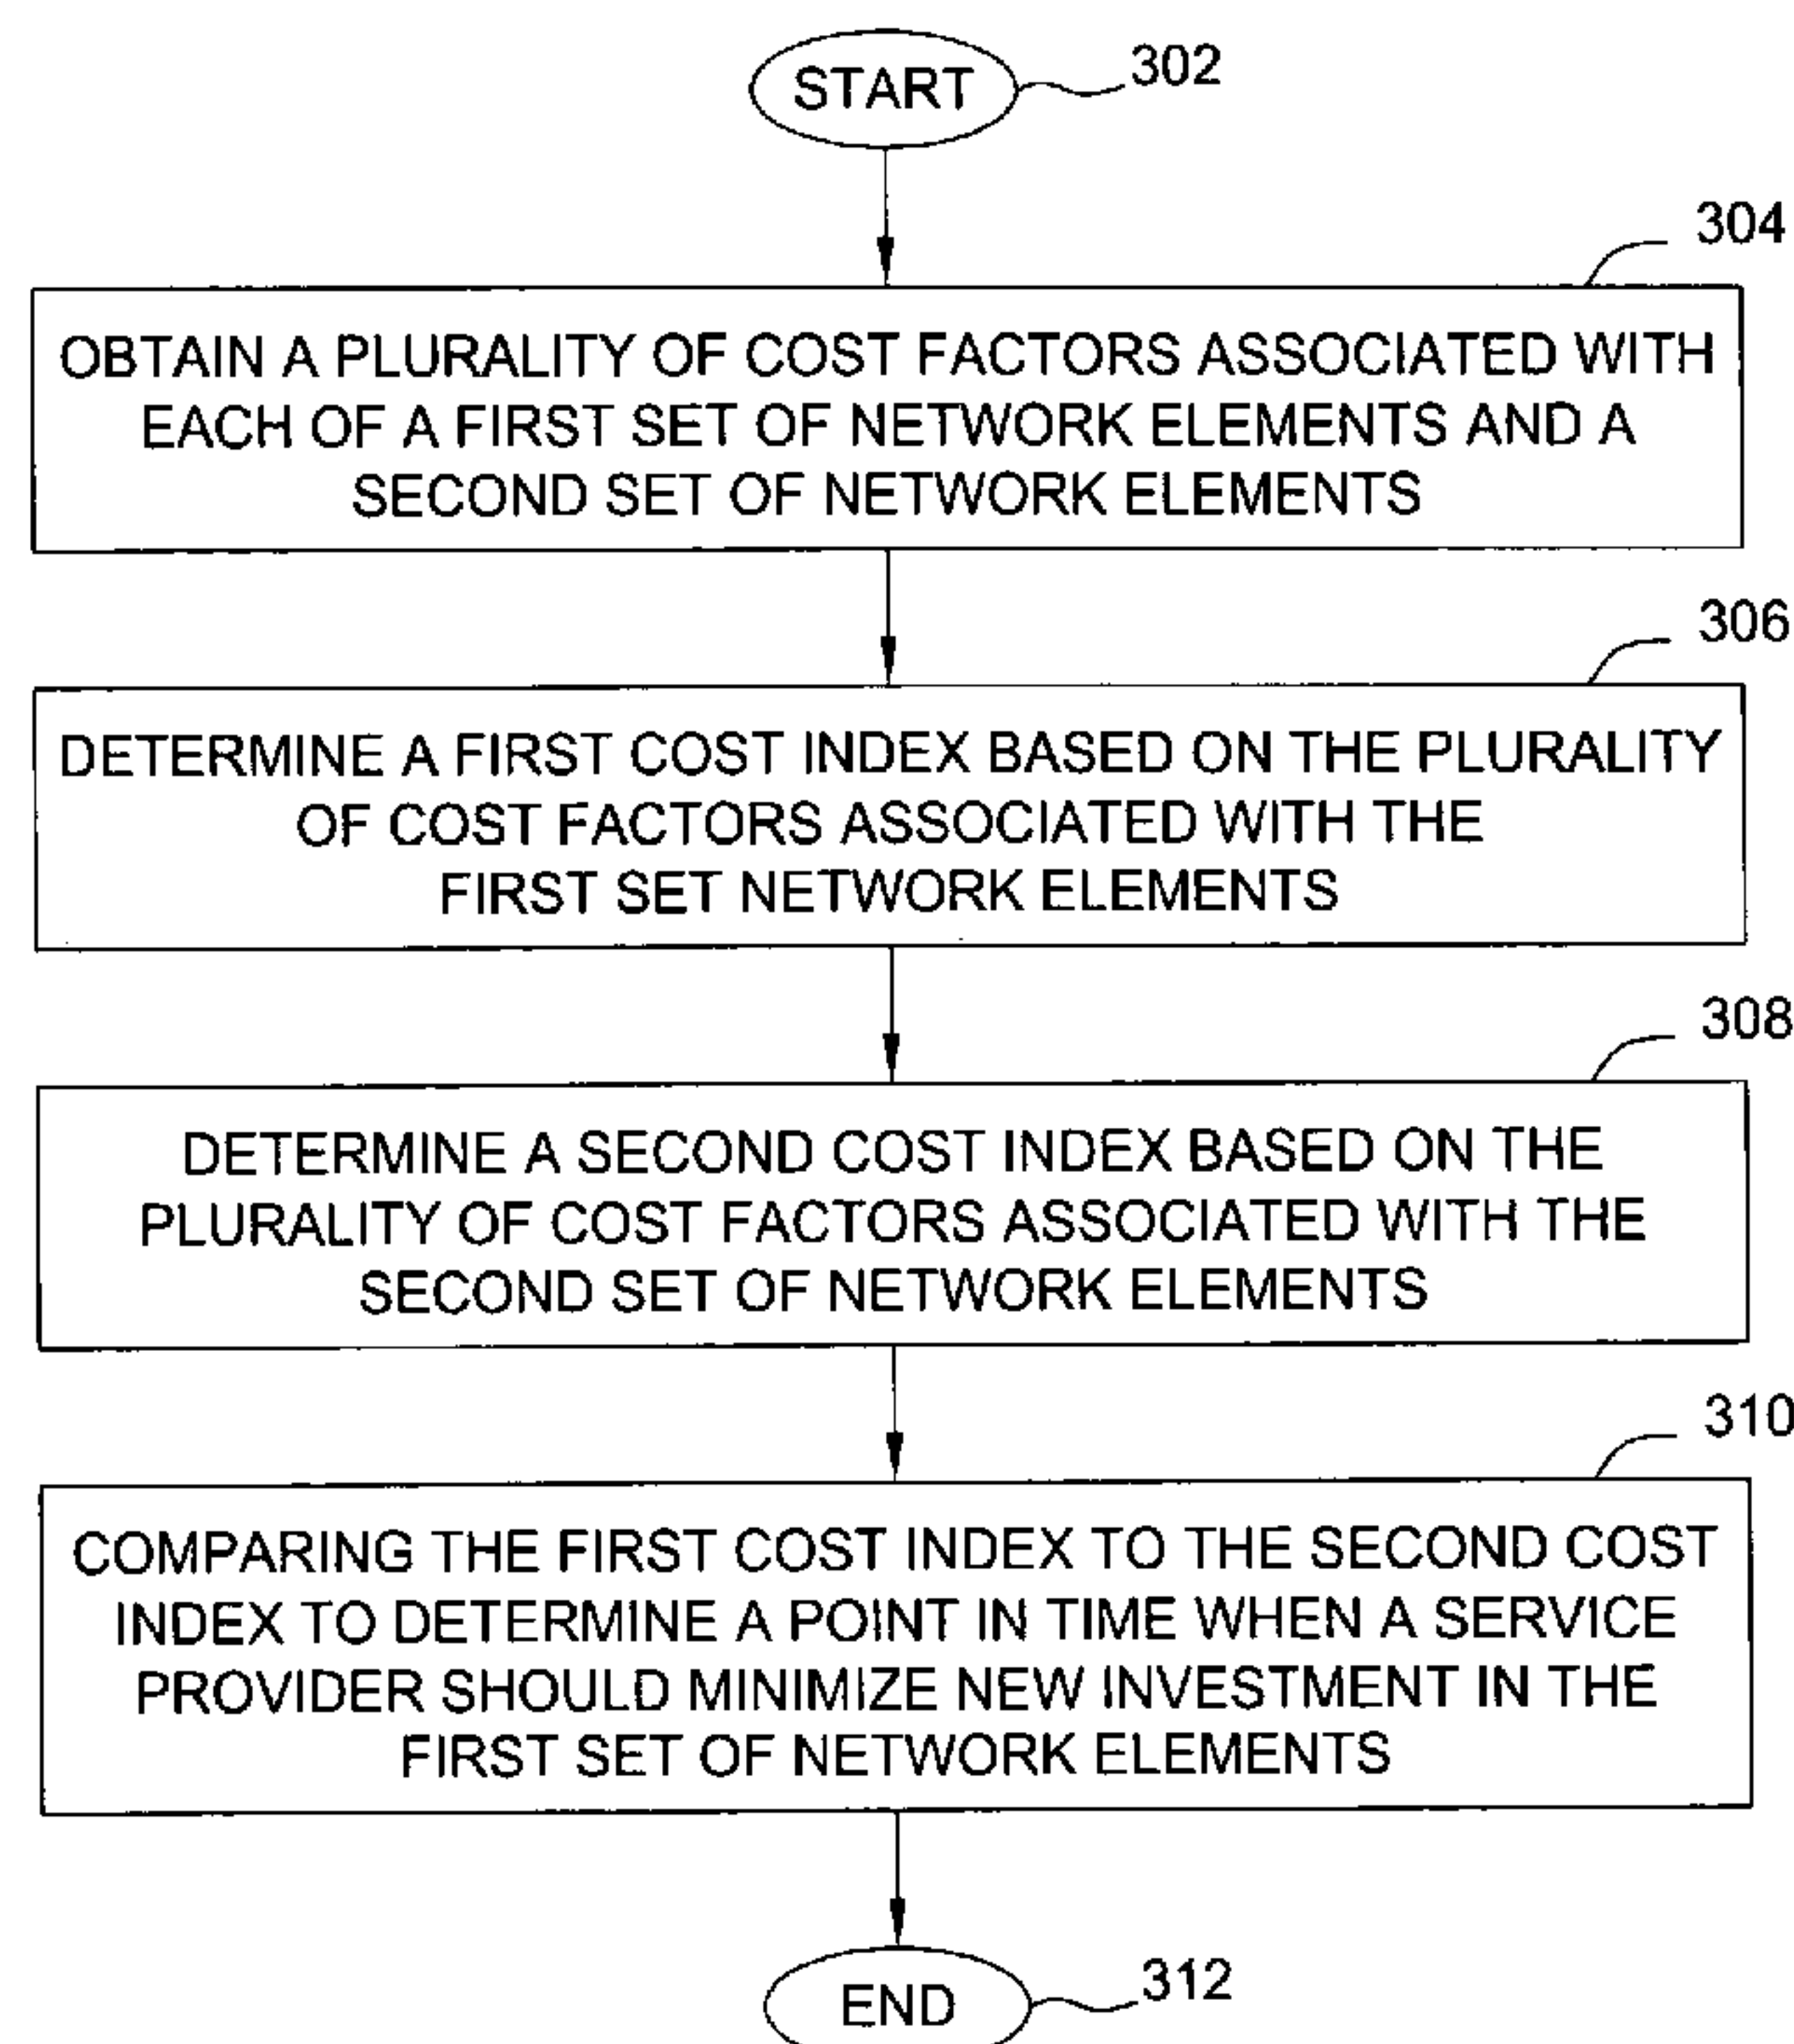 START
302
304
OBTAIN A PLURALITY OF COST FACTORS ASSOCIATED WITH
EACH OF A FIRST SET OF NETWORK ELEMENTS AND A
SECOND SET OF NETWORK ELEMENTS
306
DETERMINE A FIRST COST INDEX BASED ON THE PLURALITY
OF COST FACTORS ASSOCIATED WITH THE
FIRST SET NETWORK ELEMENTS
308
DETERMINE A SECOND COST INDEX BASED ON THE
PLURALITY OF COST FACTORS ASSOCIATED WITH THE
SECOND SET OF NETWORK ELEMENTS
310
COMPARING THE FIRST COST INDEX TO THE SECOND COST
INDEX TO DETERMINE A POINT IN TIME WHEN A SERVICE
PROVIDER SHOULD MINIMIZE NEW INVESTMENT IN THE
FIRST SET OF NETWORK ELEMENTS
END
312